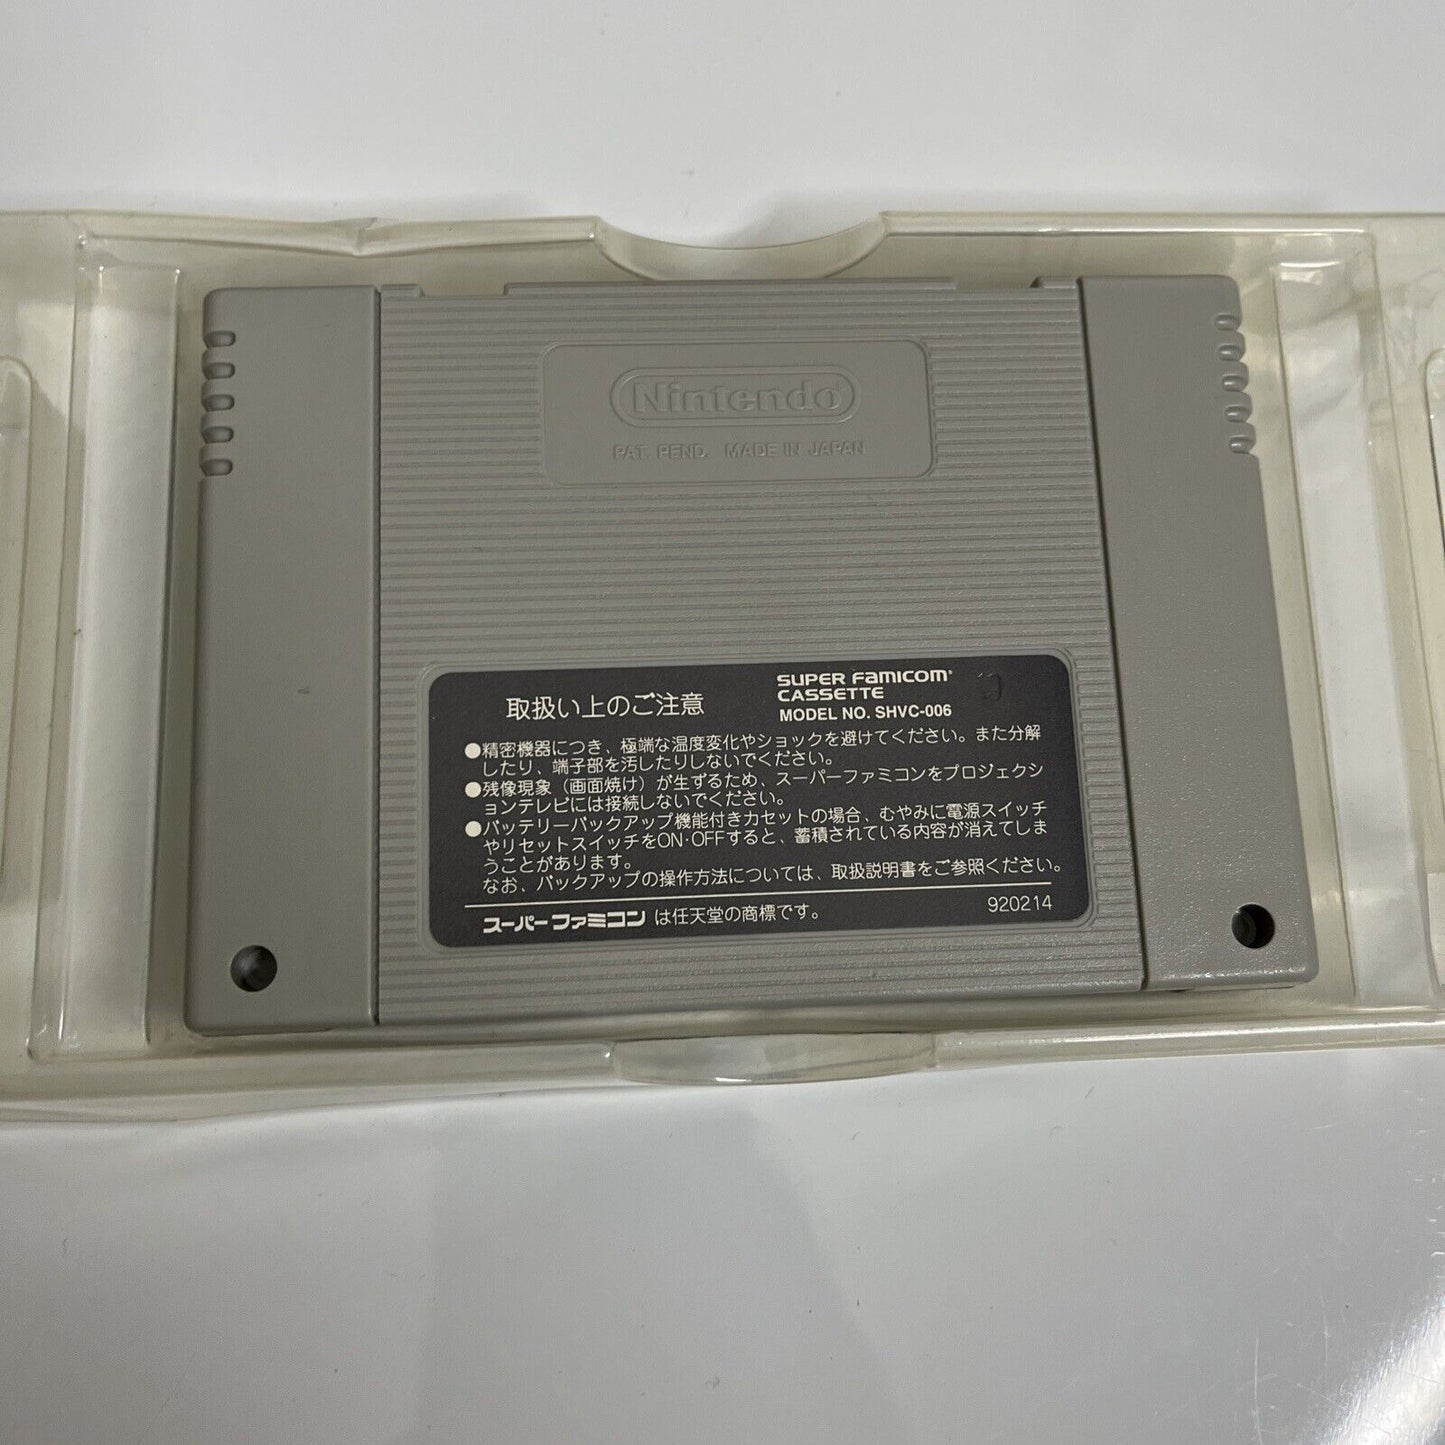 Nintendo
PAT. PEND. MADE IN JAPAN
取扱い上のご注意
SUPER FAMICOM
CASSETTE
MODEL NO. SHVC-006
●精密機器につき、極端な温度変化やショックを避けてください。また分解
したり、端子部を汚したりしないでください。
●残像現象（画面焼け）が生ずるため、スーパーファミコンをプロジェクシ
ョンテレビには接続しないでください。
●バッテリーバックアップ機能付きカセットの場合、むやみに電源スイッチ
やリセットスイッチをON・OFFすると、蓄積されている内容が消えてしま
うことがあります。
なお、バックアップの操作方法については、取扱説明書をご参照ください。
スーパーファミコンは任天堂の商標です。
920214